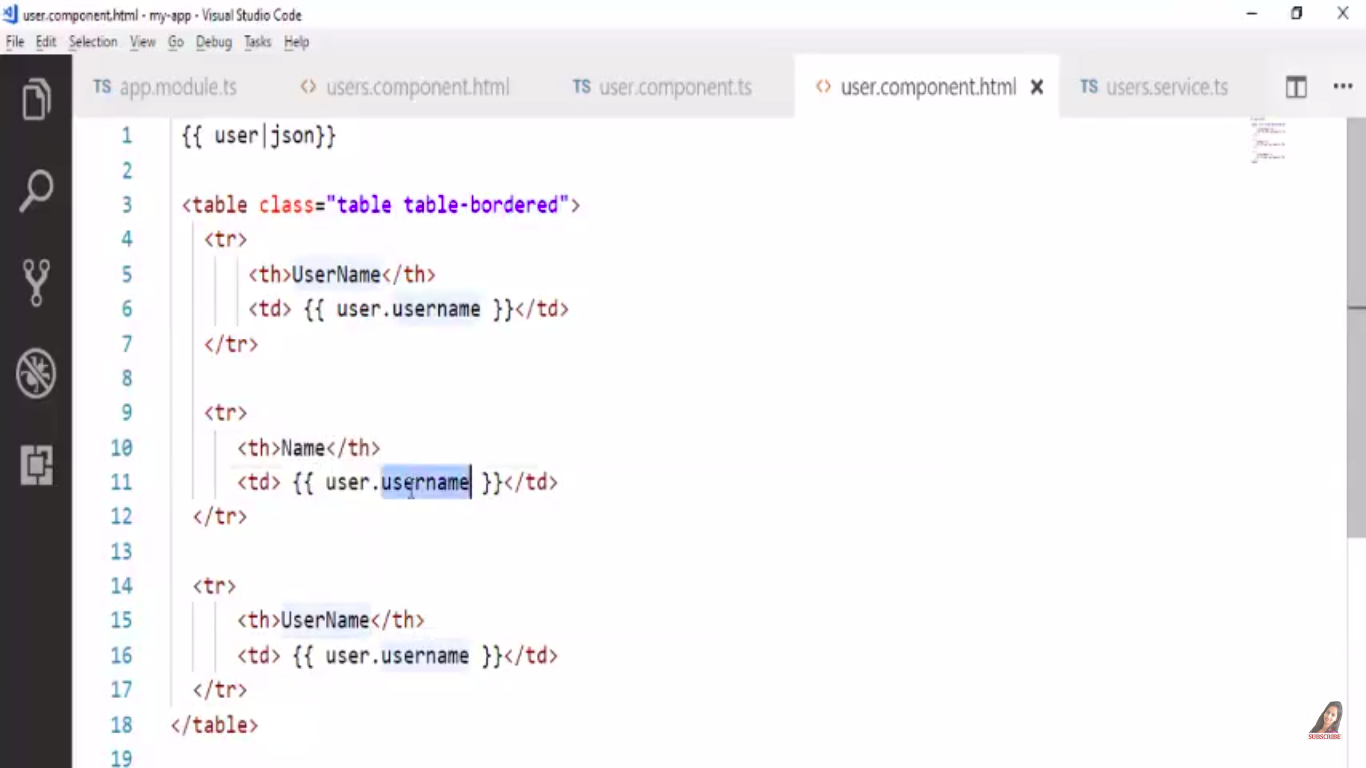 user.component.html - my-app - Visual Studio Code
File Edit Selection View Go Debug Tasks Help
TS app.module.ts <> users.component.html TS user.component.ts <> user.component.html TS users.service.ts
1 {{ user|json}}
2
3 <table class="table table-bordered">
4 <tr>
5 <th>UserName</th>
6 <td> {{ user.username }}</td>
7 </tr>
8
9 <tr>
10 <th>Name</th>
11 <td> {{ user.username }}</td>
12 </tr>
13
14 <tr>
15 <th>UserName</th>
16 <td> {{ user.username }}</td>
17 </tr>
18 </table>
19
SUBSCRIBE